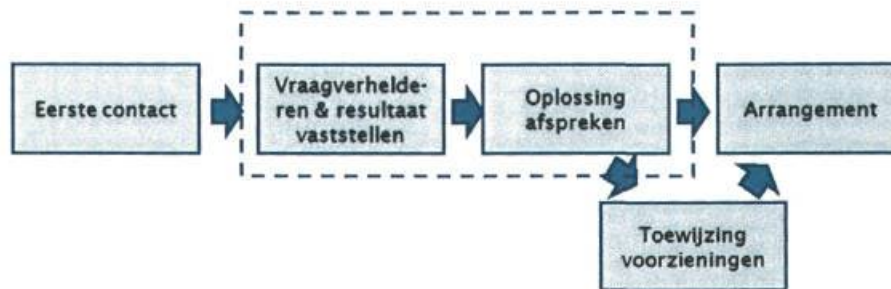 Eerste contact
Vraagverhelde-
ren & resultaat
vaststellen
Oplossing
afspreken
Arrangement
Toewijzing
voorzieningen